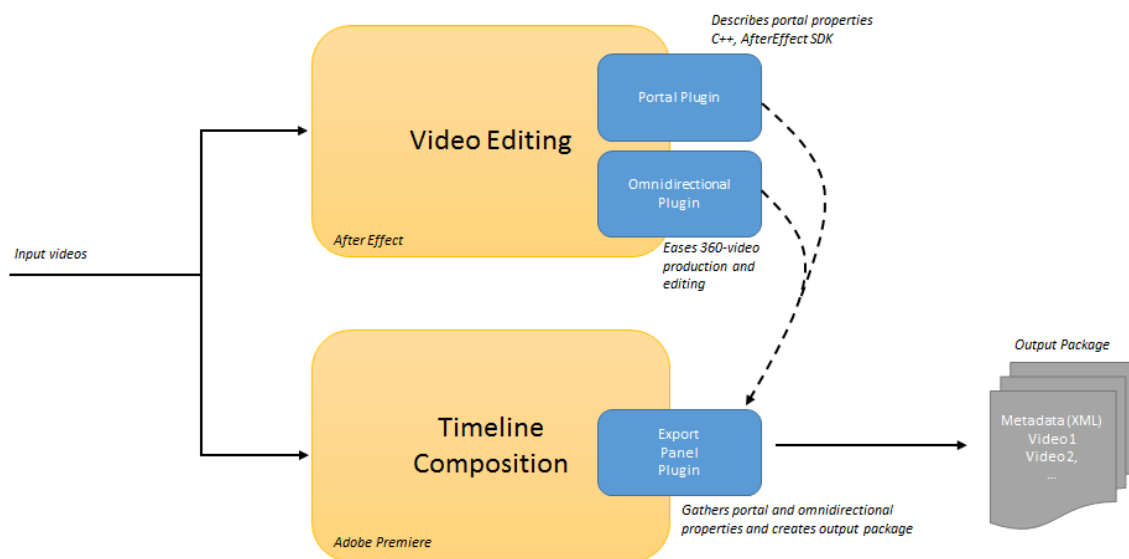 Describes portal properties
C++, AfterEffect SDK
Portal Plugin
Video Editing
Omnidirectional
Plugin
After Effect
Eases 360-video
production and
editing
Input videos
Output Package
Metadata (XML)
Video1
Video2,
...
Timeline
Composition
Export
Panel
Plugin
Gathers portal and omnidirectional
properties and creates output package
Adobe Premiere